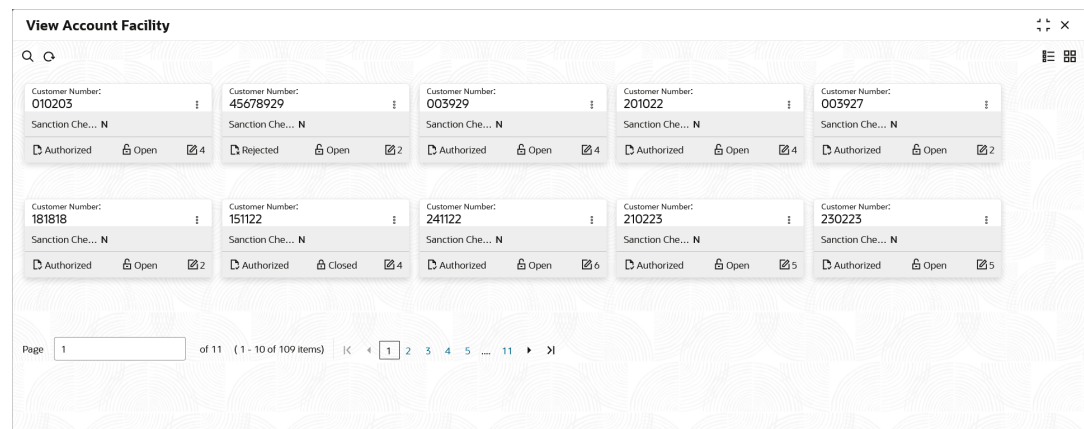 View Account Facility
Customer Number: Customer Number: Customer Number: Customer Number: Customer Number:
010203 45678929 003929 201022 003927
Sanction Che... N Sanction Che... N Sanction Che... N Sanction Che... N Sanction Che... N
Authorized Open 4 Rejected Open 2 Authorized Open 4 Authorized Open 4 Authorized Open 2
Customer Number: Customer Number: Customer Number: Customer Number: Customer Number:
181818 151122 241122 210223 230223
Sanction Che... N Sanction Che... N Sanction Che... N Sanction Che... N Sanction Che... N
Authorized Open 2 Authorized Closed 4 Authorized Open 6 Authorized Open 5 Authorized Open 5
Page 1 of 11 ( 1 - 10 of 109 items) 1 2 3 4 5 .... 11